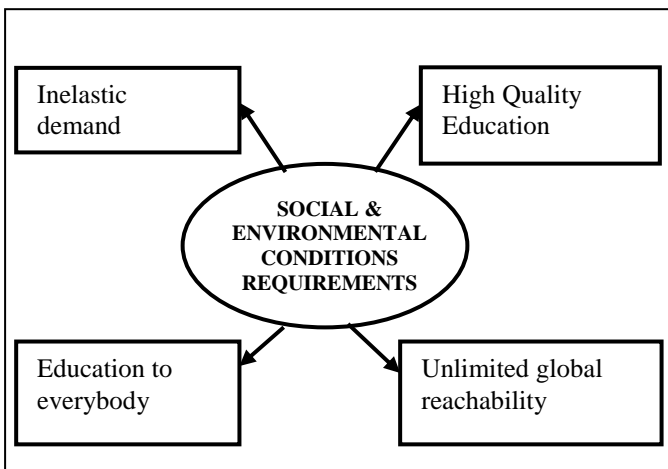 Inelastic
demand
High Quality
Education
SOCIAL &
ENVIRONMENTAL
CONDITIONS
REQUIREMENTS
Education to
everybody
Unlimited global
reachability